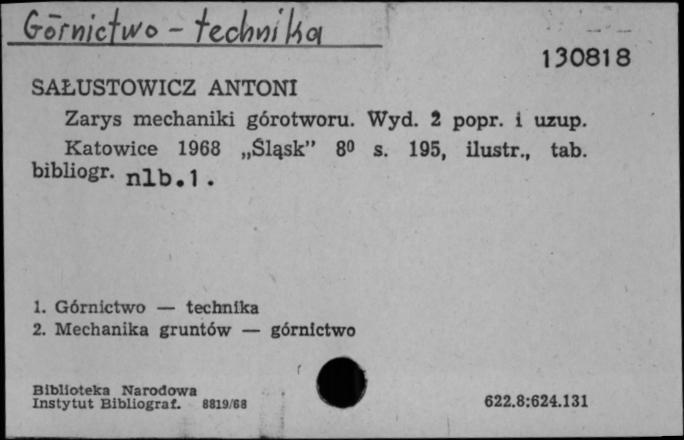 Górnictwo – technika
130818
SAŁUSTOWICZ ANTONI
Zarys mechaniki górotworu. Wyd. 2 popr. i uzup.
Katowice 1968 „Śląsk” 8⁰ s. 195, ilustr., tab.
bibliogr. nlb.1.
1. Górnictwo — technika
2. Mechanika gruntów — górnictwo
Biblioteka Narodowa
Instytut Bibliograf. 8819/68
622.8:624.131